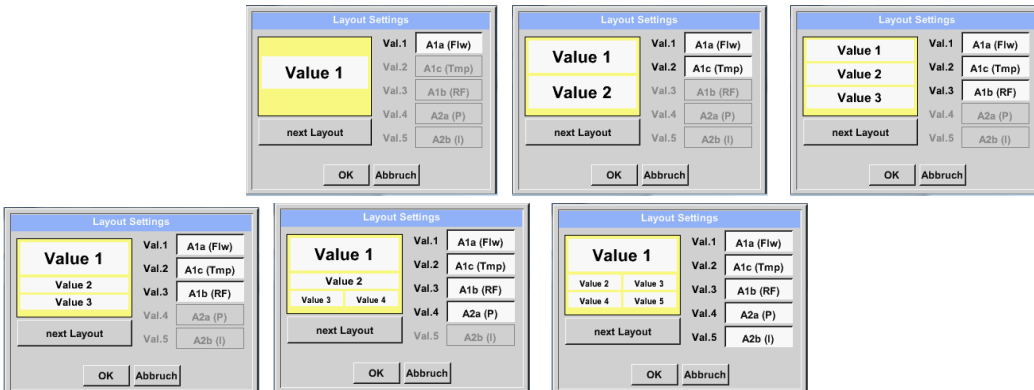 Layout Settings
Value 1
Val.1 A1a (Flw)
Val.2 A1c (Tmp)
Val.3 A1b (RF)
Val.4 A2a (P)
Val.5 A2b (I)
next Layout
OK Abbruch
Layout Settings
Value 1
Value 2
Val.1 A1a (Flw)
Val.2 A1c (Tmp)
Val.3 A1b (RF)
Val.4 A2a (P)
Val.5 A2b (I)
next Layout
OK Abbruch
Layout Settings
Value 1
Value 2
Value 3
Val.1 A1a (Flw)
Val.2 A1c (Tmp)
Val.3 A1b (RF)
Val.4 A2a (P)
Val.5 A2b (I)
next Layout
OK Abbruch
Layout Settings
Value 1
Value 2
Value 3
Val.1 A1a (Flw)
Val.2 A1c (Tmp)
Val.3 A1b (RF)
Val.4 A2a (P)
Val.5 A2b (I)
next Layout
OK Abbruch
Layout Settings
Value 1
Value 2
Value 3 Value 4
Val.1 A1a (Flw)
Val.2 A1c (Tmp)
Val.3 A1b (RF)
Val.4 A2a (P)
Val.5 A2b (I)
next Layout
OK Abbruch
Layout Settings
Value 1
Value 2 Value 3
Value 4 Value 5
Val.1 A1a (Flw)
Val.2 A1c (Tmp)
Val.3 A1b (RF)
Val.4 A2a (P)
Val.5 A2b (I)
next Layout
OK Abbruch